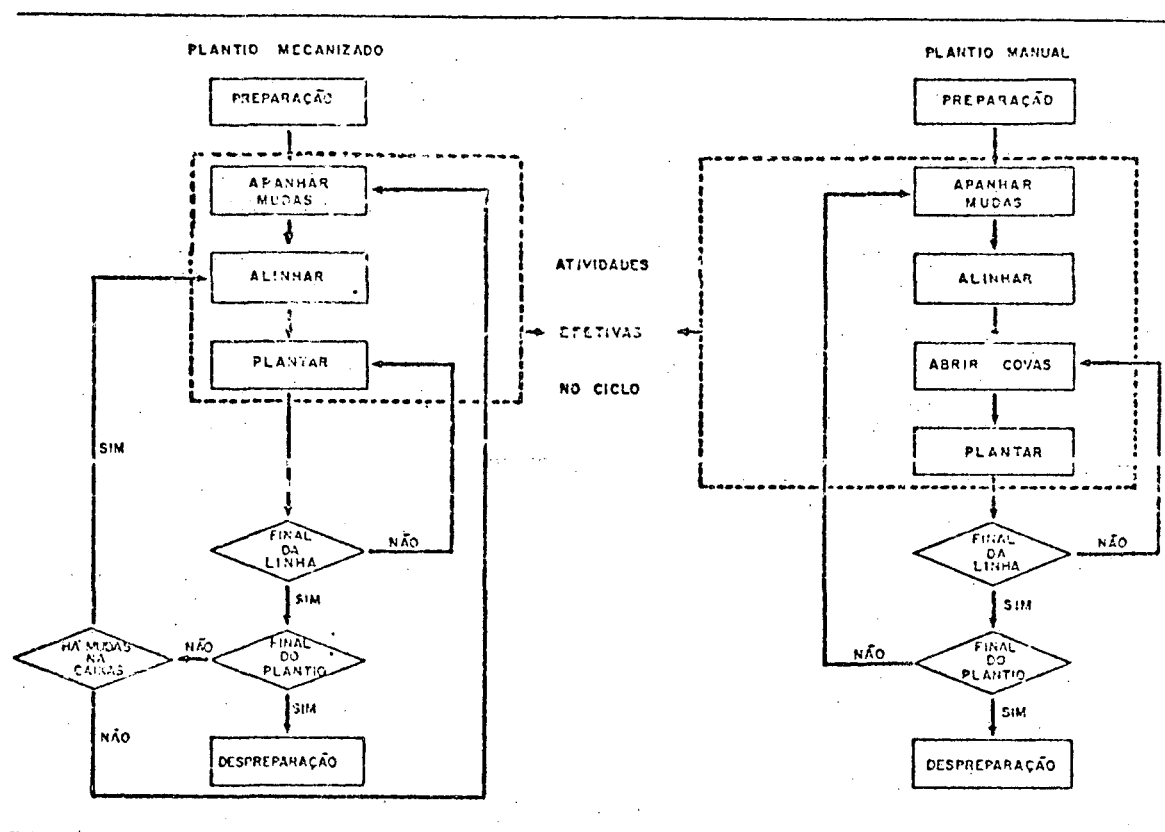 PLANTIO MECANIZADO
PREPARAÇÃO
APANHAR
MUDAS
ALINHAR
PLANTAR
SIM
FINAL
DA
LINHA
NÃO
SIM
HÁ MUDAS
NA
CAIXAS
NÃO
FINAL
DO
PLANTIO
NÃO
SIM
DESPREPARAÇÃO
ATIVIDADES
EFETIVAS
NO CICLO
PLANTIO MANUAL
PREPARAÇÃO
APANHAR
MUDAS
ALINHAR
ABRIR COVAS
PLANTAR
FINAL
DA
LINHA
NÃO
SIM
NÃO
FINAL
DO
PLANTIO
SIM
DESPREPARAÇÃO